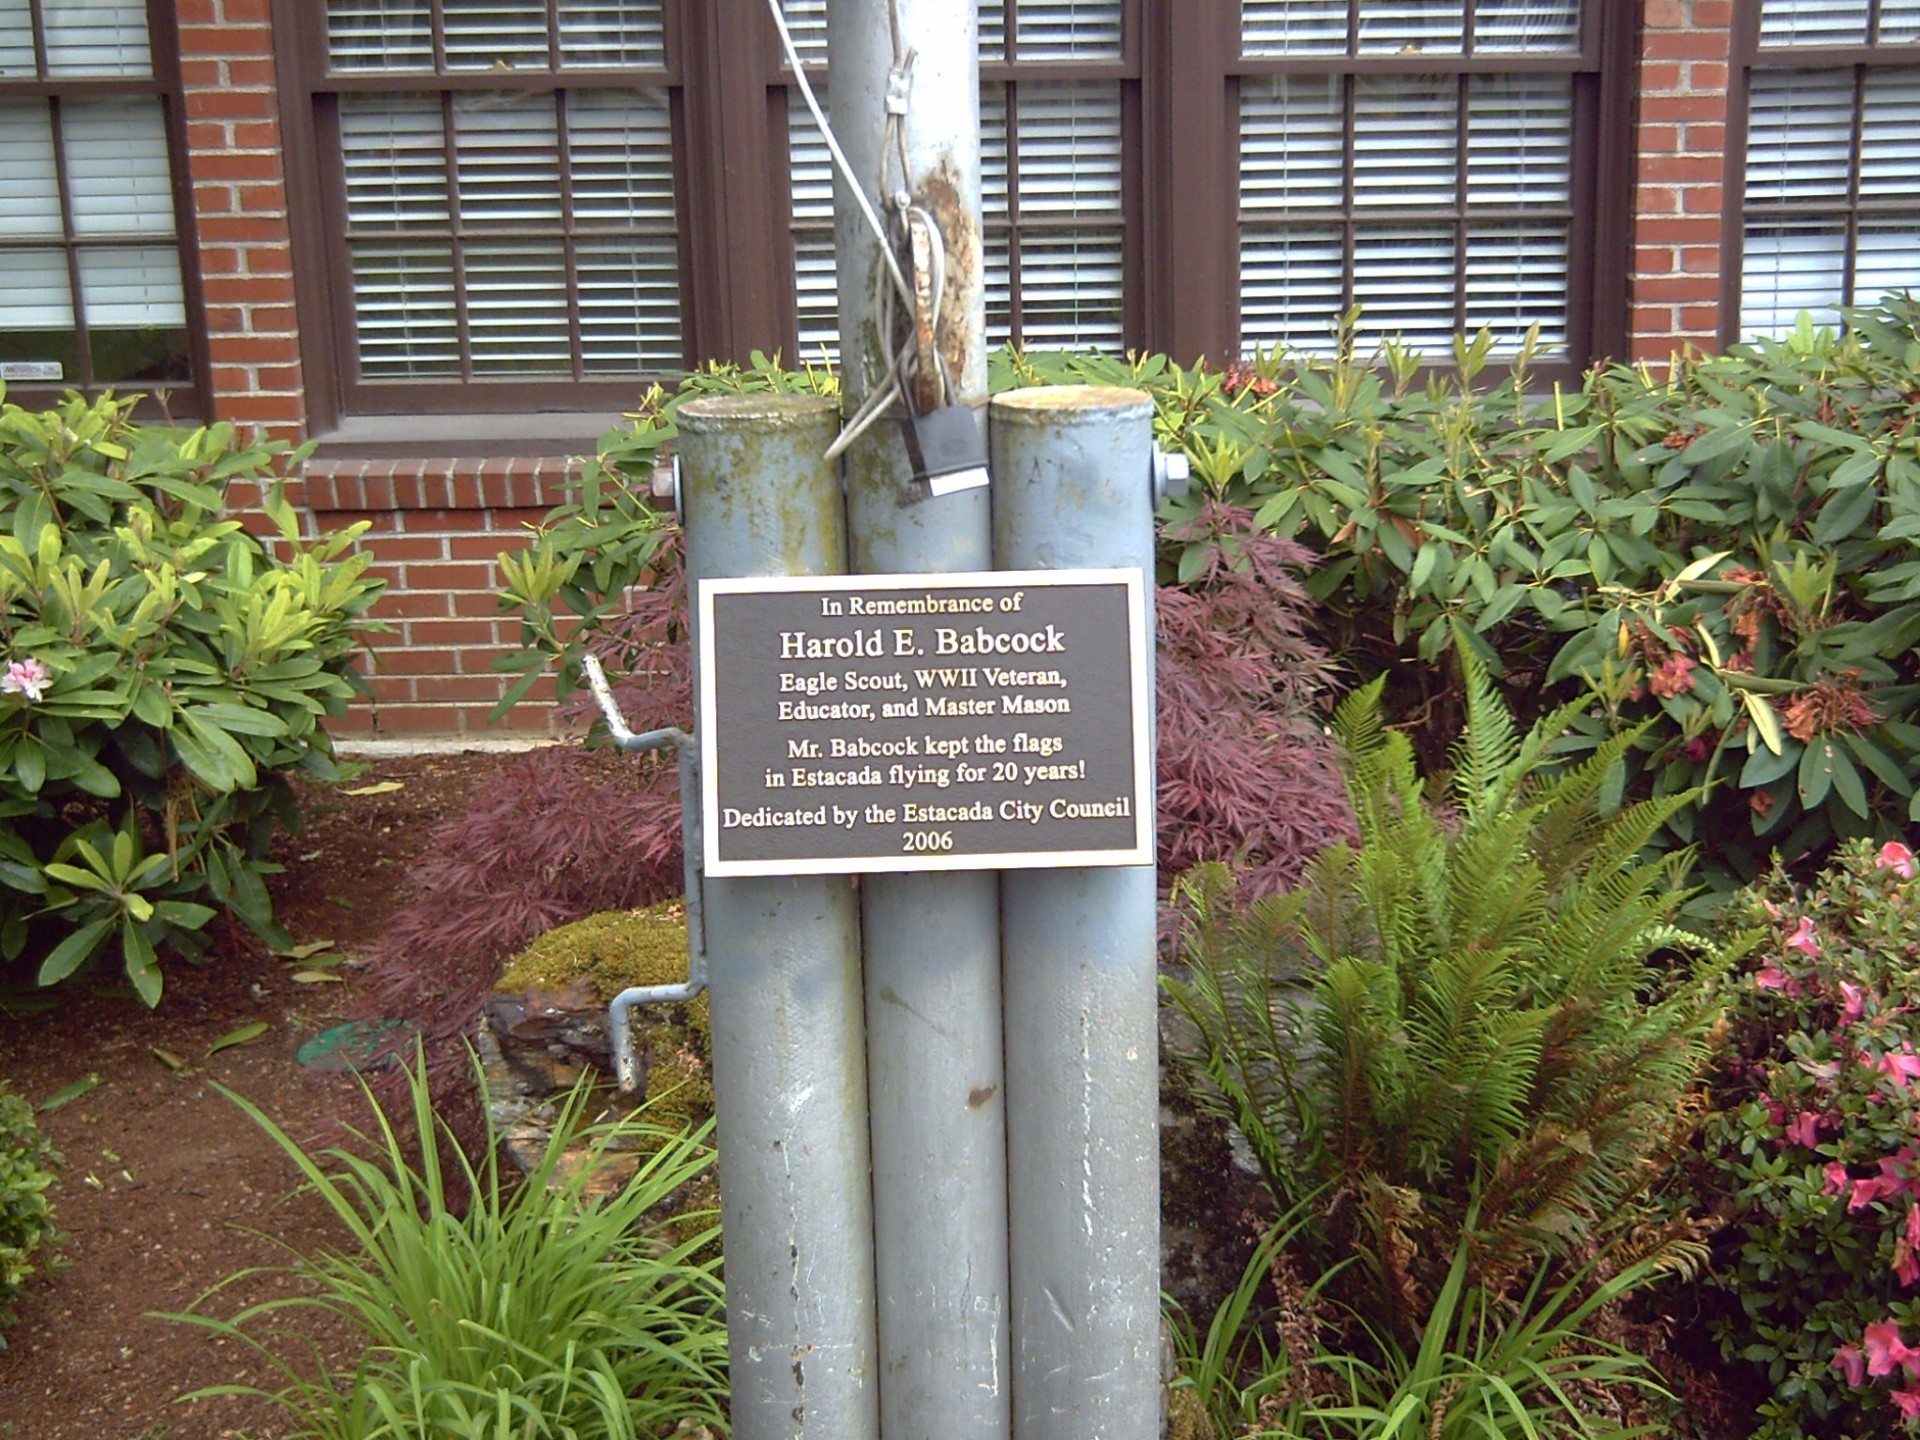 In Remembrance of
Harold E. Babcock
Eagle Scout, WWII Veteran,
Educator, and Master Mason
Mr. Babcock kept the flags
in Estacada flying for 20 years!
Dedicated by the Estacada City Council
2006